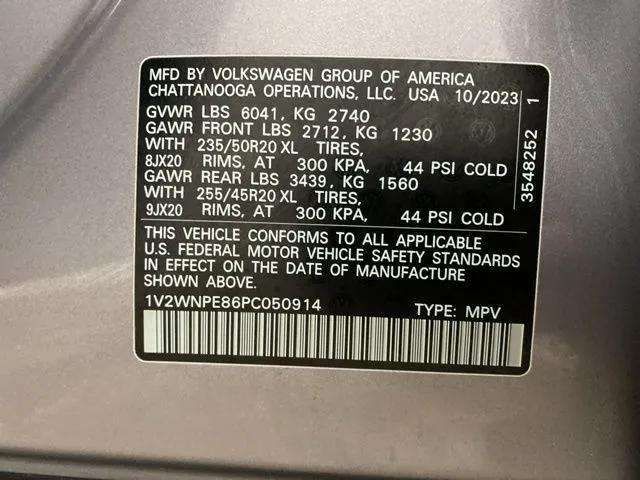 MFD BY VOLKSWAGEN GROUP OF AMERICA
CHATTANOOGA OPERATIONS, LLC. USA 10/2023
GVWR LBS 6041, KG 2740
GAWR FRONT LBS 2712, KG 1230
WITH 235/50R20 XL TIRES,
8JX20 RIMS, AT 300 KPA, 44 PSI COLD
GAWR REAR LBS 3439, KG 1560
WITH 255/45R20 XL TIRES,
9JX20 RIMS, AT 300 KPA, 44 PSI COLD
THIS VEHICLE CONFORMS TO ALL APPLICABLE
U.S. FEDERAL MOTOR VEHICLE SAFETY STANDARDS
IN EFFECT ON THE DATE OF MANUFACTURE
SHOWN ABOVE.
1V2WNPE86PC050914 TYPE: MPV
3548252 1